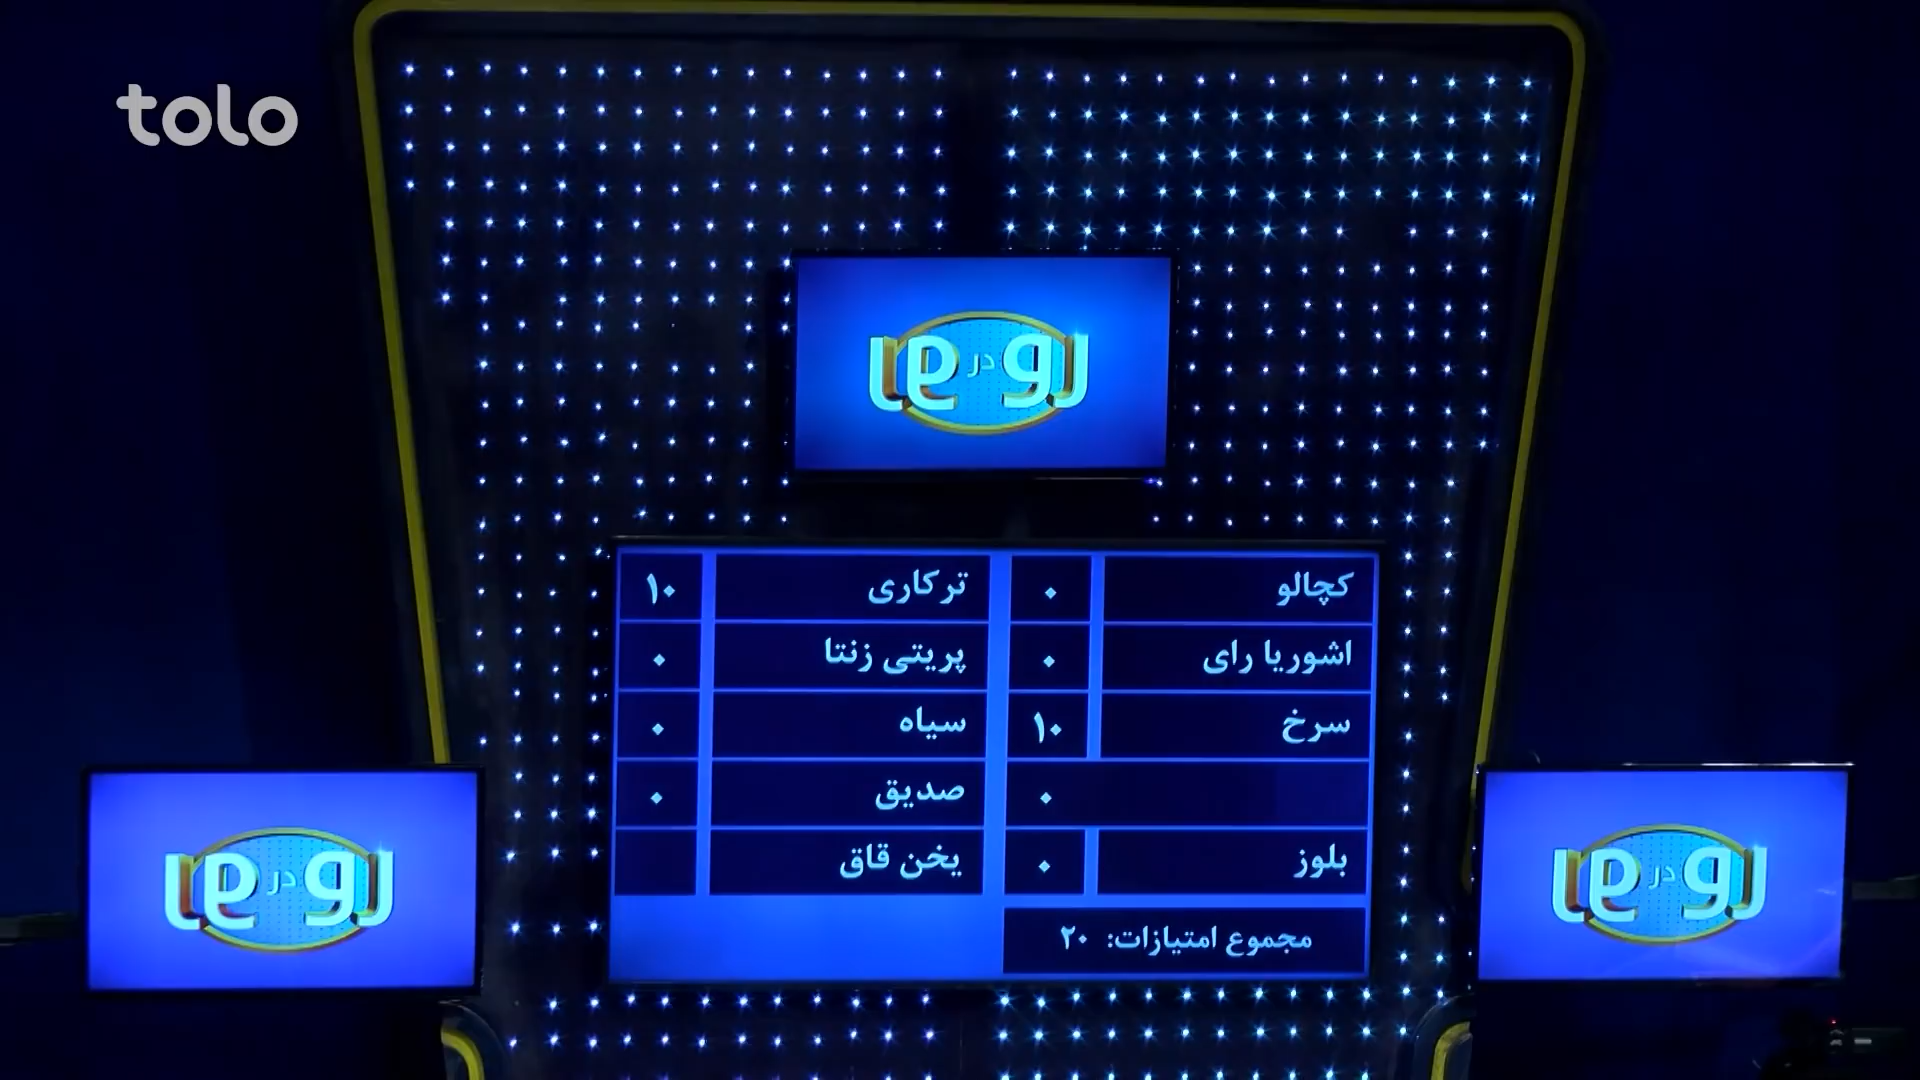 tolo
رو در رو
کچالو ۰ ترکاری ۱۰
اشوریا رای ۰ پریتی زنتا ۰
سرخ ۱۰ سیاه ۰
۰ صدیق ۰
بلوز ۰ یخن قاق
مجموع امتیازات: ۲۰
رو در رو
رو در رو